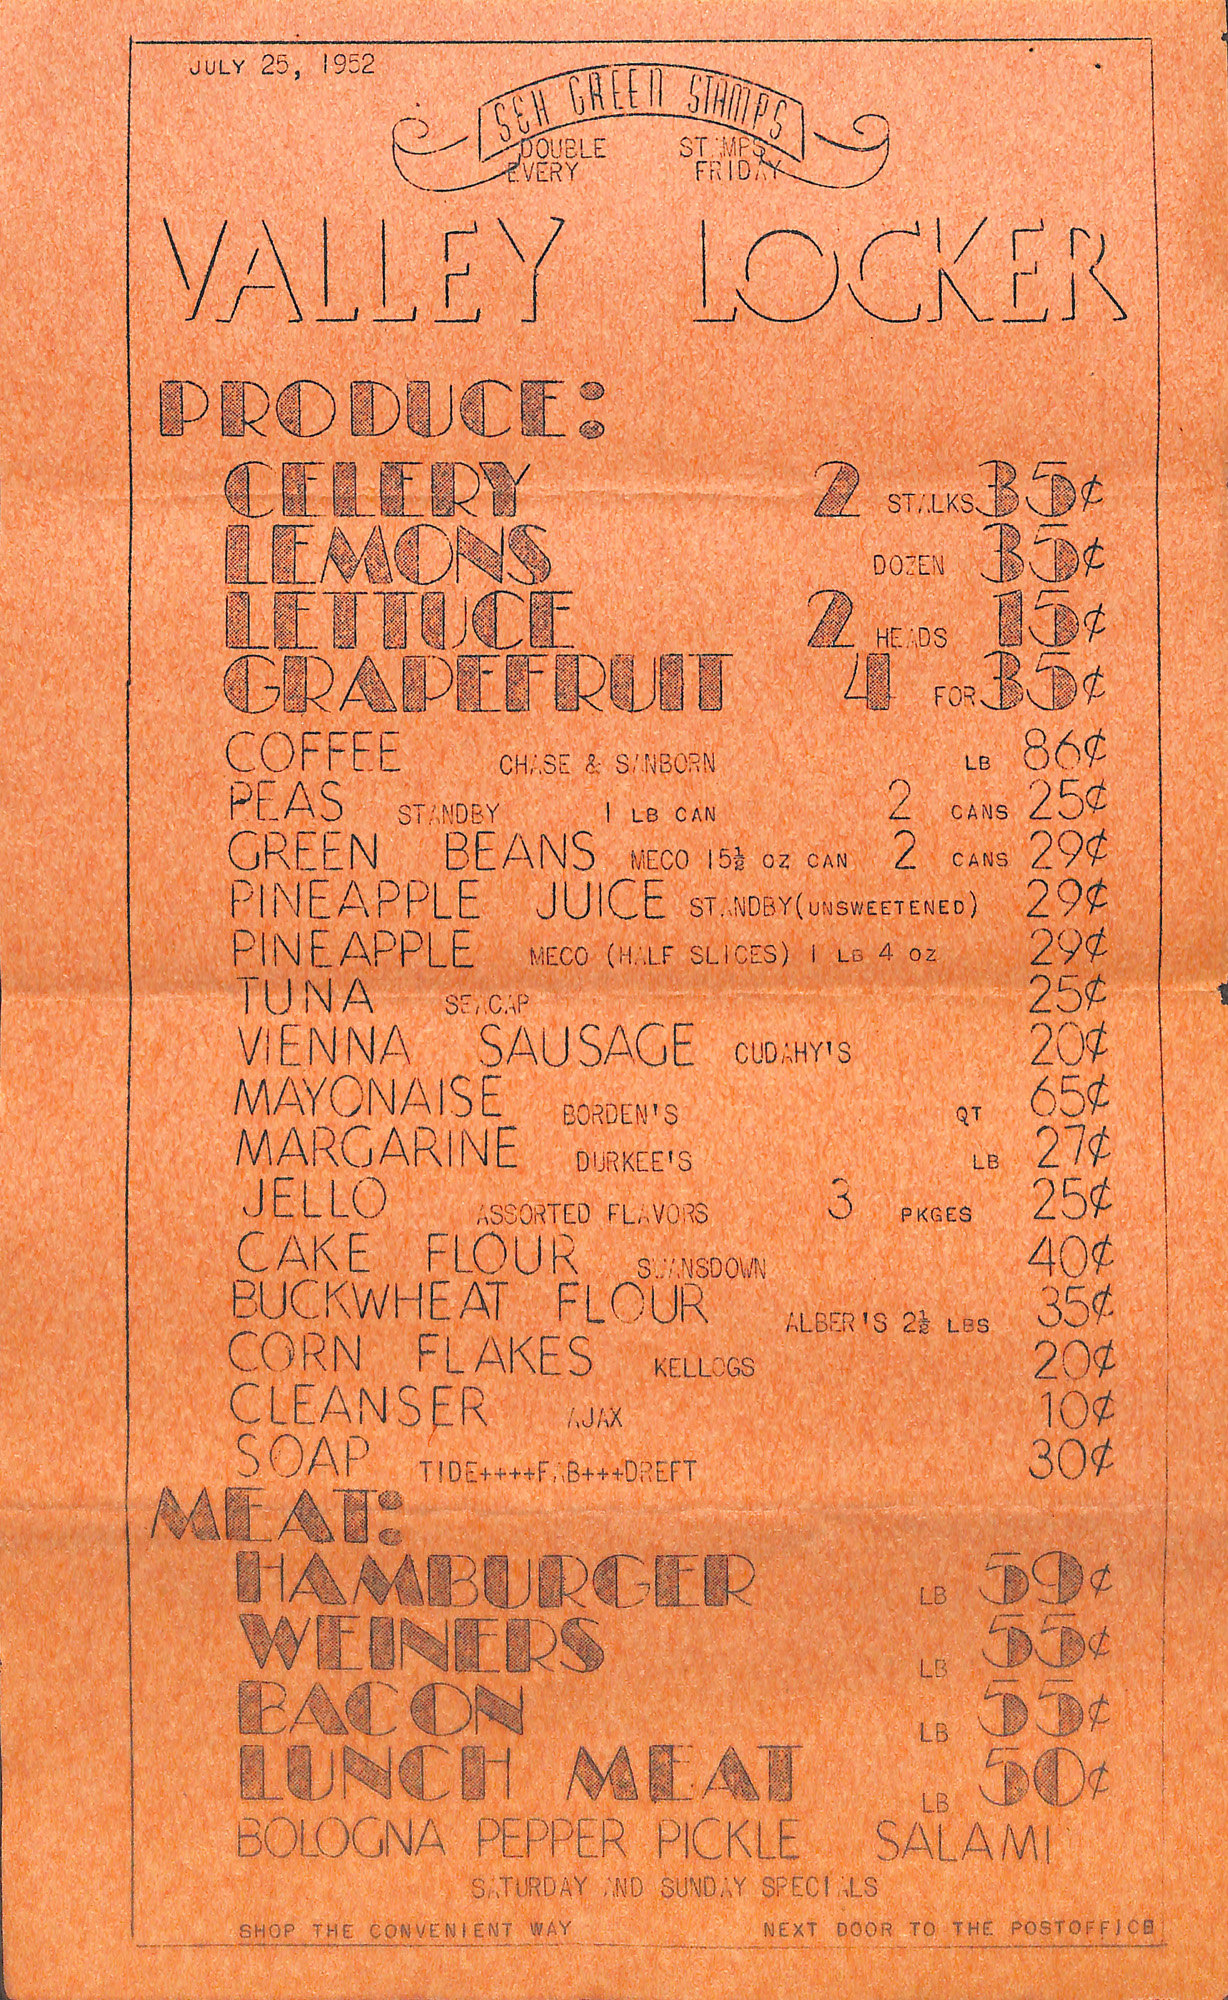 JULY 25, 1952
S&H GREEN STAMPS
DOUBLE STAMPS
EVERY FRIDAY
VALLEY LOCKER
PRODUCE:
CELERY 2 STALKS 35¢
LEMONS DOZEN 35¢
LETTUCE 2 HEADS 15¢
GRAPEFRUIT 4 FOR 35¢
COFFEE CHASE & SANBORN LB 86¢
PEAS STANDBY 1 LB CAN 2 CANS 25¢
GREEN BEANS MECO 15½ OZ CAN 2 CANS 29¢
PINEAPPLE JUICE STANDBY(UNSWEETENED) 29¢
PINEAPPLE MECO (HALF SLICES) 1 LB 4 OZ 29¢
TUNA SEACAP 25¢
VIENNA SAUSAGE CUDAHY'S 20¢
MAYONAISE BORDEN'S QT 65¢
MARGARINE DURKEE'S LB 27¢
JELLO ASSORTED FLAVORS 3 PKGES 25¢
CAKE FLOUR SWANSDOWN 40¢
BUCKWHEAT FLOUR ALBER'S 2½ LBS 35¢
CORN FLAKES KELLOGS 20¢
CLEANSER AJAX 10¢
SOAP TIDE++++FAB+++DREFT 30¢
MEAT:
HAMBURGER LB 59¢
WEINERS LB 55¢
BACON LB 55¢
LUNCH MEAT LB 50¢
BOLOGNA PEPPER PICKLE SALAMI
SATURDAY AND SUNDAY SPECIALS
SHOP THE CONVENIENT WAY NEXT DOOR TO THE POSTOFFICE